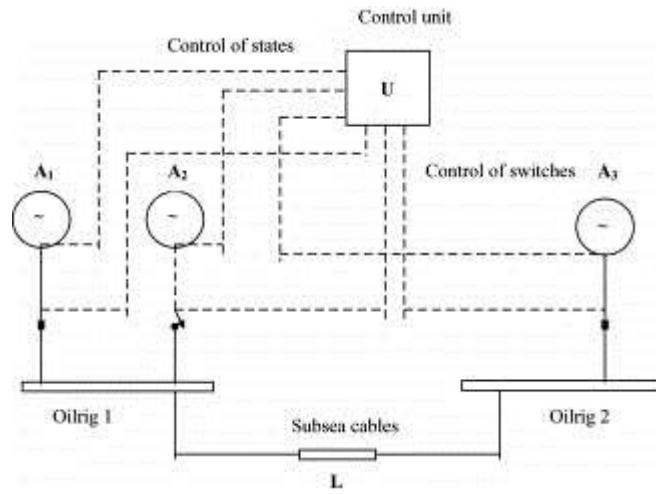 Control unit
Control of states
U
A₁
A₂
Control of switches
A₃
~
~
~
Oilrig 1
Subsea cables
Oilrig 2
L